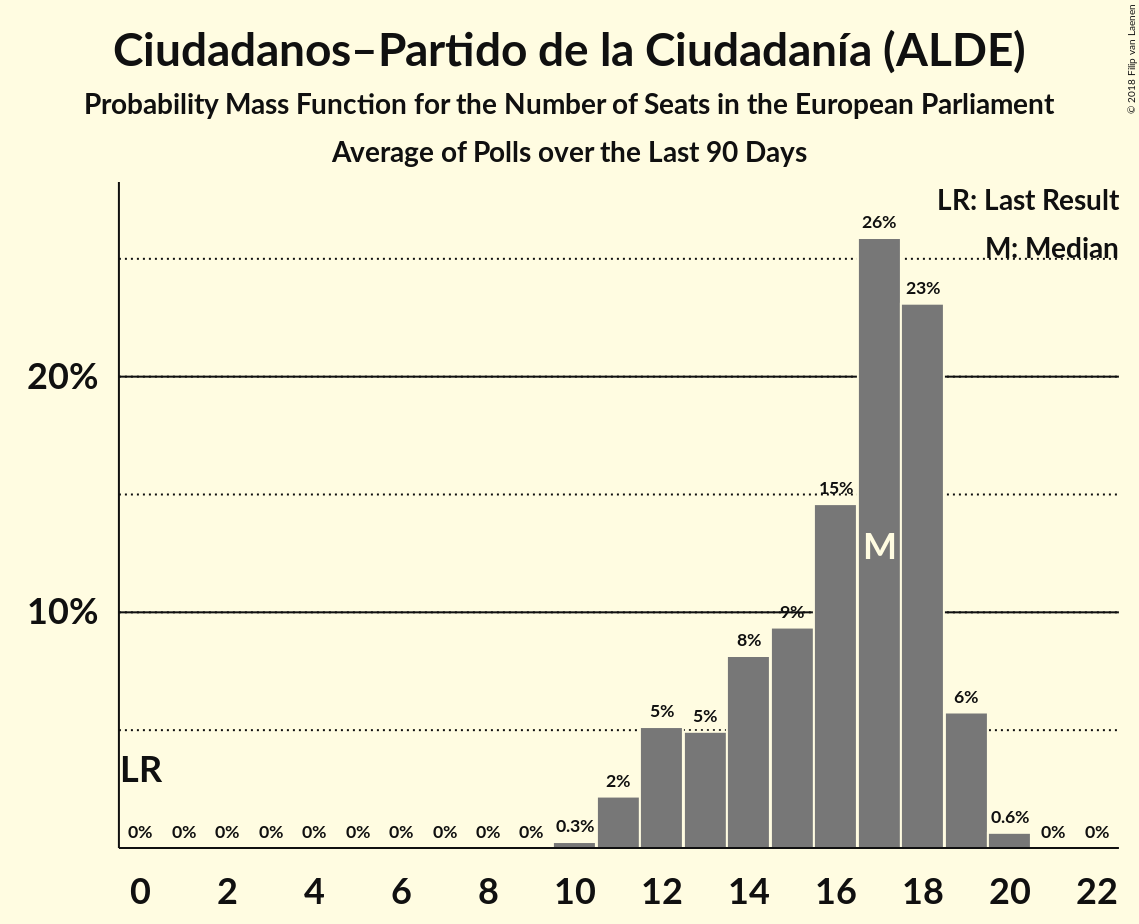 © 2018 Filip van Laenen
Ciudadanos–Partido de la Ciudadanía (ALDE)
Probability Mass Function for the Number of Seats in the European Parliament
Average of Polls over the Last 90 Days
LR: Last Result
M: Median
26%
23%
20%
15%
M
10%
9%
8%
6%
5%
5%
LR
2%
0% 0% 0% 0% 0% 0% 0% 0% 0% 0% 0.3% 0.6% 0% 0%
0 2 4 6 8 10 12 14 16 18 20 22